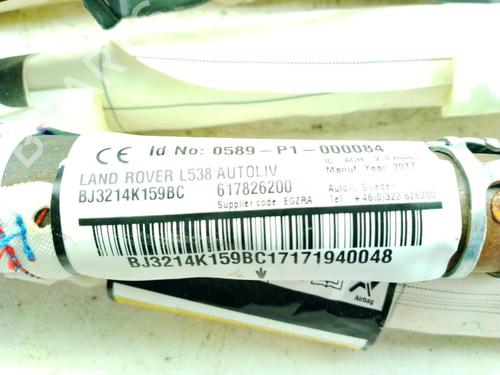 Id No: 0589-P1-000084
LAND ROVER L538 AUTOLIV
Manuf. Year 2017
BJ3214K159BC 617826200
Autoliv Sweden
Supplier code EGZRA
Tel +46(0)322-626200
BJ3214K159BC17171940048
Airbag